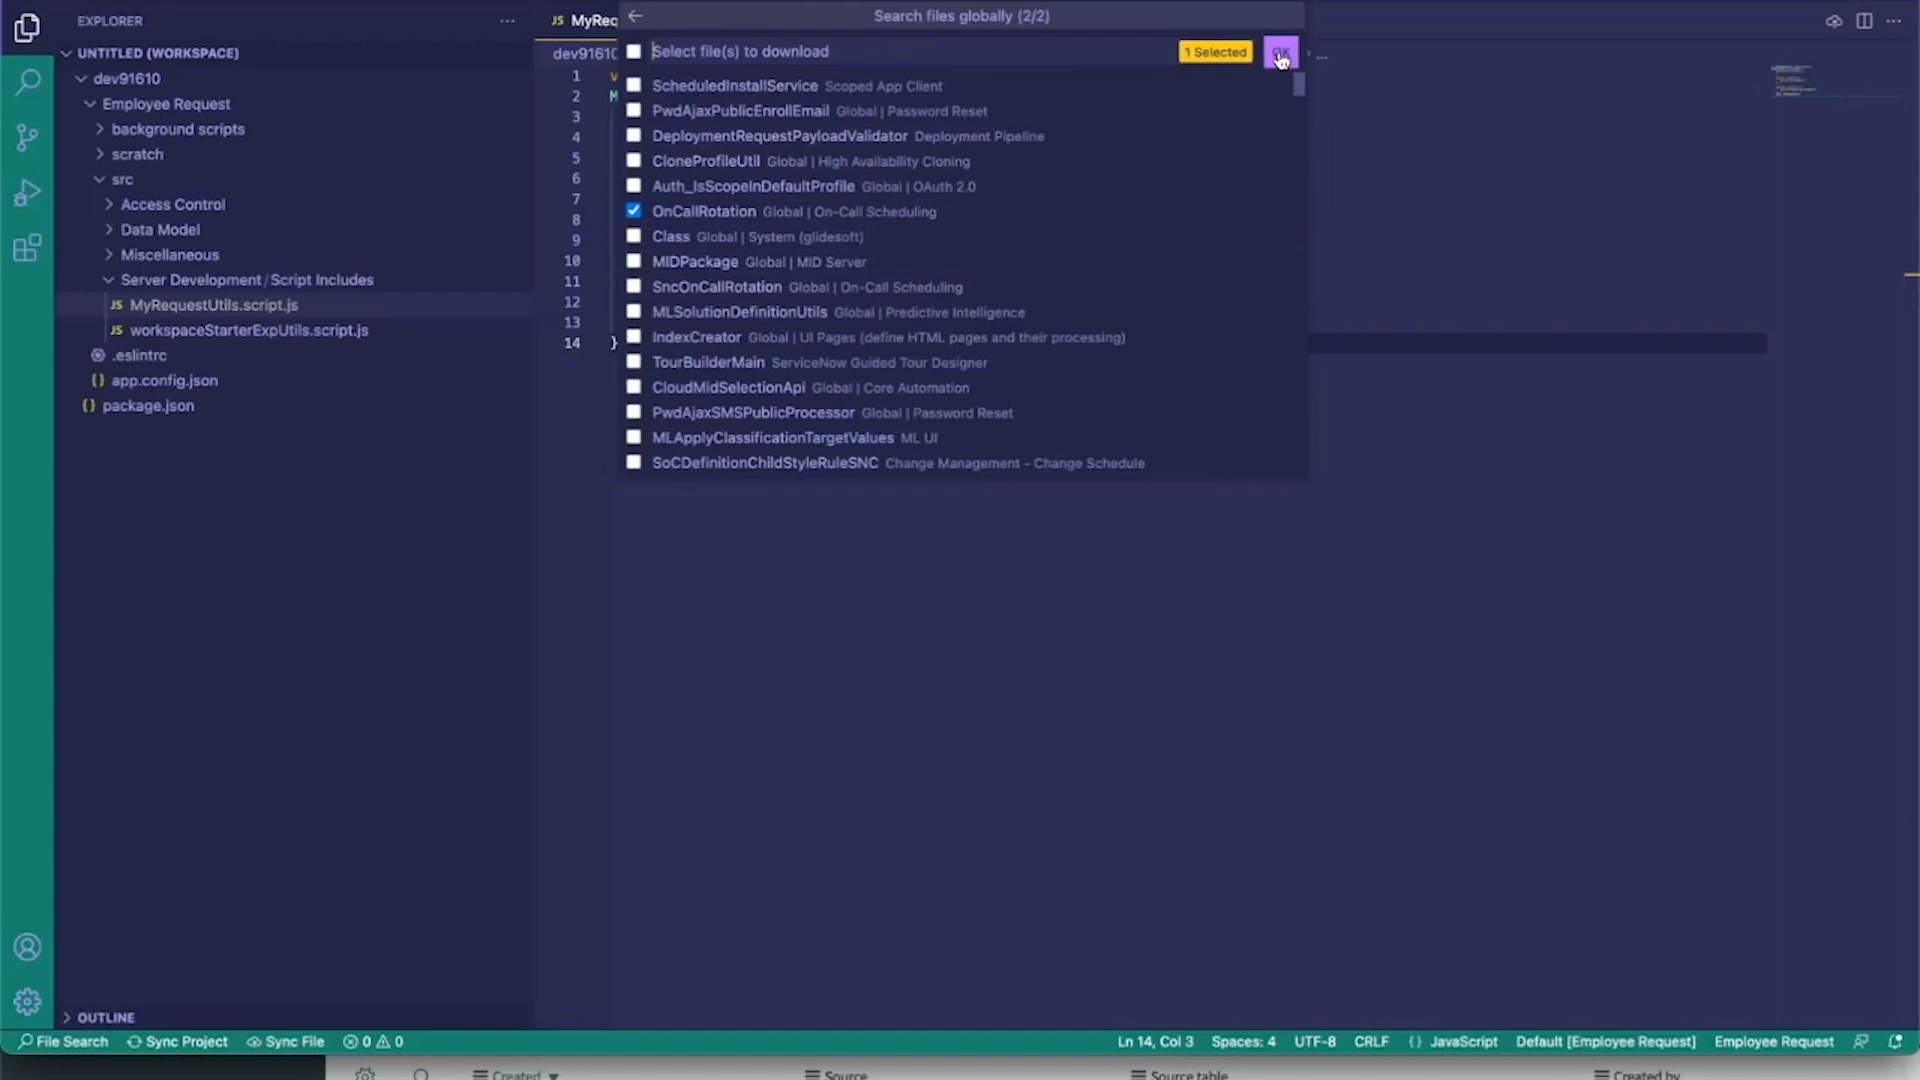 EXPLORER
UNTITLED (WORKSPACE)
dev91610
Employee Request
background scripts
scratch
src
Access Control
Data Model
Miscellaneous
Server Development / Script Includes
JS MyRequestUtils.script.js
JS workspaceStarterExpUtils.script.js
.eslintrc
{} app.config.json
{} package.json
OUTLINE
JS MyReq
dev91610
1 v
2 M
3
4
5
6
7
8
9
10
11
12
13
14 }
Search files globally (2/2)
Select file(s) to download
1 Selected
OK
ScheduledInstallService Scoped App Client
PwdAjaxPublicEnrollEmail Global | Password Reset
DeploymentRequestPayloadValidator Deployment Pipeline
CloneProfileUtil Global | High Availability Cloning
Auth_IsScopeInDefaultProfile Global | OAuth 2.0
OnCallRotation Global | On-Call Scheduling
Class Global | System (glidesoft)
MIDPackage Global | MID Server
SncOnCallRotation Global | On-Call Scheduling
MLSolutionDefinitionUtils Global | Predictive Intelligence
IndexCreator Global | UI Pages (define HTML pages and their processing)
TourBuilderMain ServiceNow Guided Tour Designer
CloudMidSelectionApi Global | Core Automation
PwdAjaxSMSPublicProcessor Global | Password Reset
MLApplyClassificationTargetValues ML UI
SoCDefinitionChildStyleRuleSNC Change Management - Change Schedule
File Search Sync Project Sync File 0 0 Ln 14, Col 3 Spaces: 4 UTF-8 CRLF {} JavaScript Default [Employee Request] Employee Request
Created Source Source table Created by